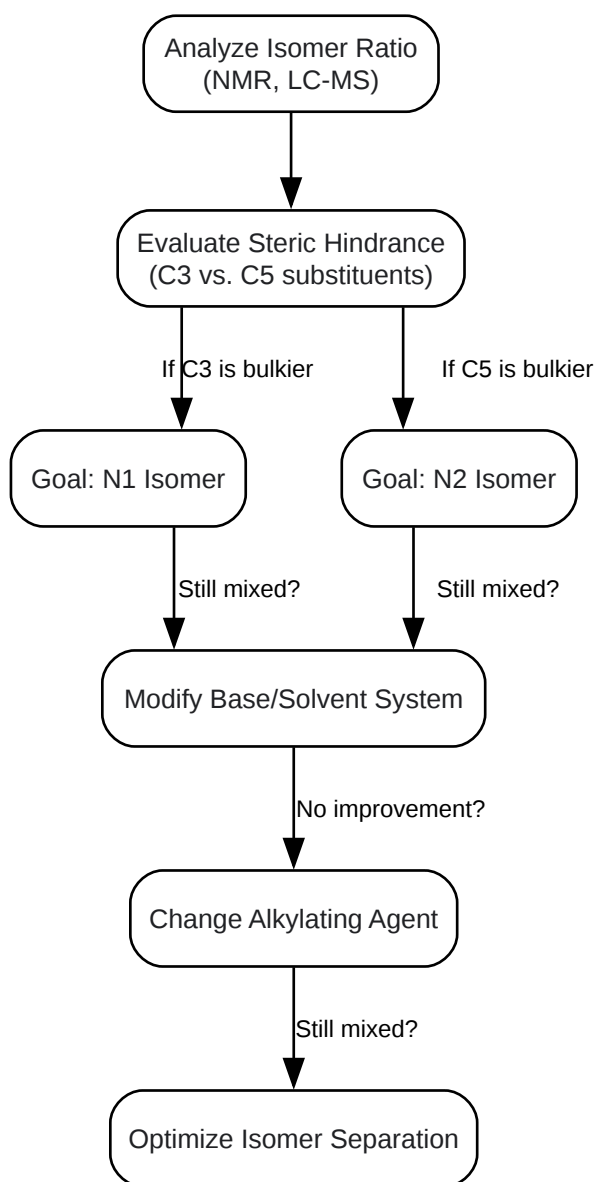 Analyze Isomer Ratio
(NMR, LC-MS)
Evaluate Steric Hindrance
(C3 vs. C5 substituents)
If C3 is bulkier
If C5 is bulkier
Goal: N1 Isomer
Goal: N2 Isomer
Still mixed?
Still mixed?
Modify Base/Solvent System
No improvement?
Change Alkylating Agent
Still mixed?
Optimize Isomer Separation